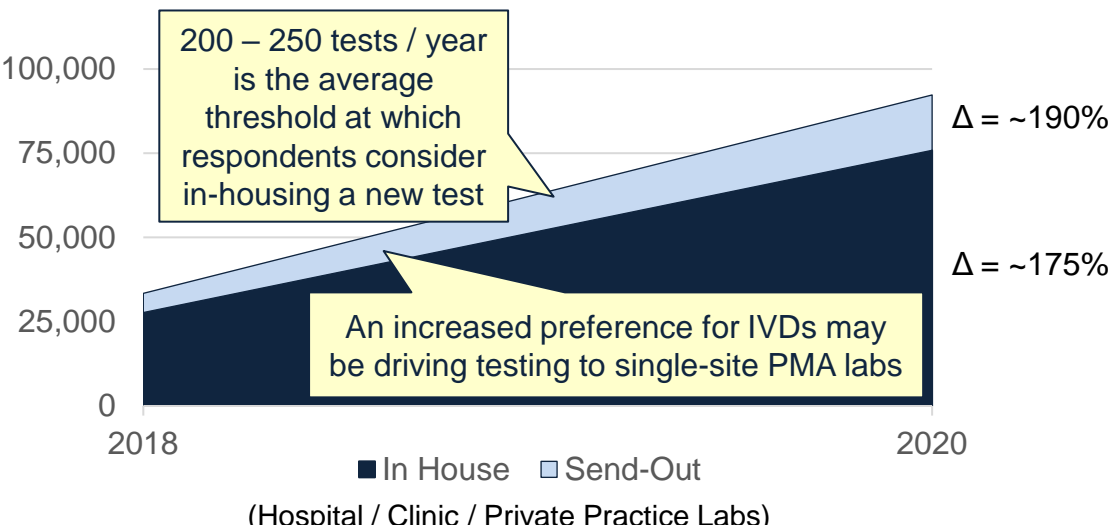 200 – 250 tests / year
is the average
threshold at which
respondents consider
in-housing a new test
100,000
75,000
50,000
25,000
0
Δ = ~190%
Δ = ~175%
An increased preference for IVDs may
be driving testing to single-site PMA labs
2018
2020
In House
Send-Out
(Hospital / Clinic / Private Practice Labs)